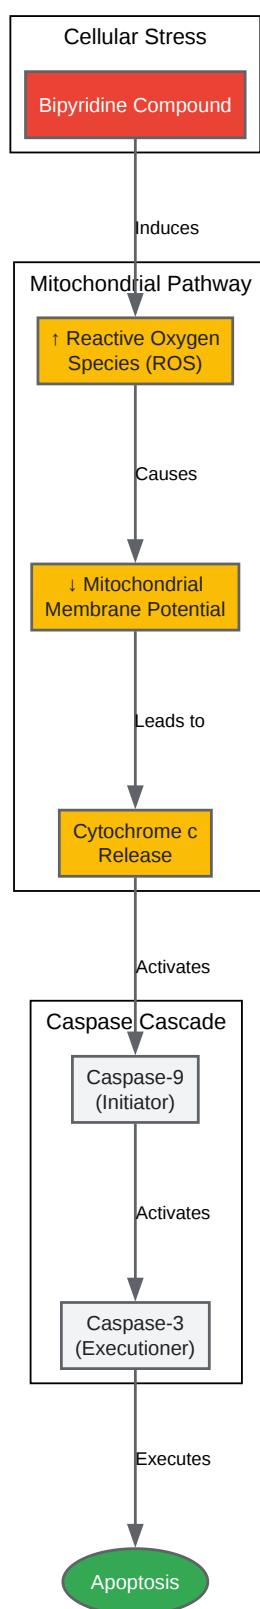 Cellular Stress
Bipyridine Compound
Induces
Mitochondrial Pathway
↑ Reactive Oxygen
Species (ROS)
Causes
↓ Mitochondrial
Membrane Potential
Leads to
Cytochrome c
Release
Activates
Caspase Cascade
Caspase-9
(Initiator)
Activates
Caspase-3
(Executioner)
Executes
Apoptosis